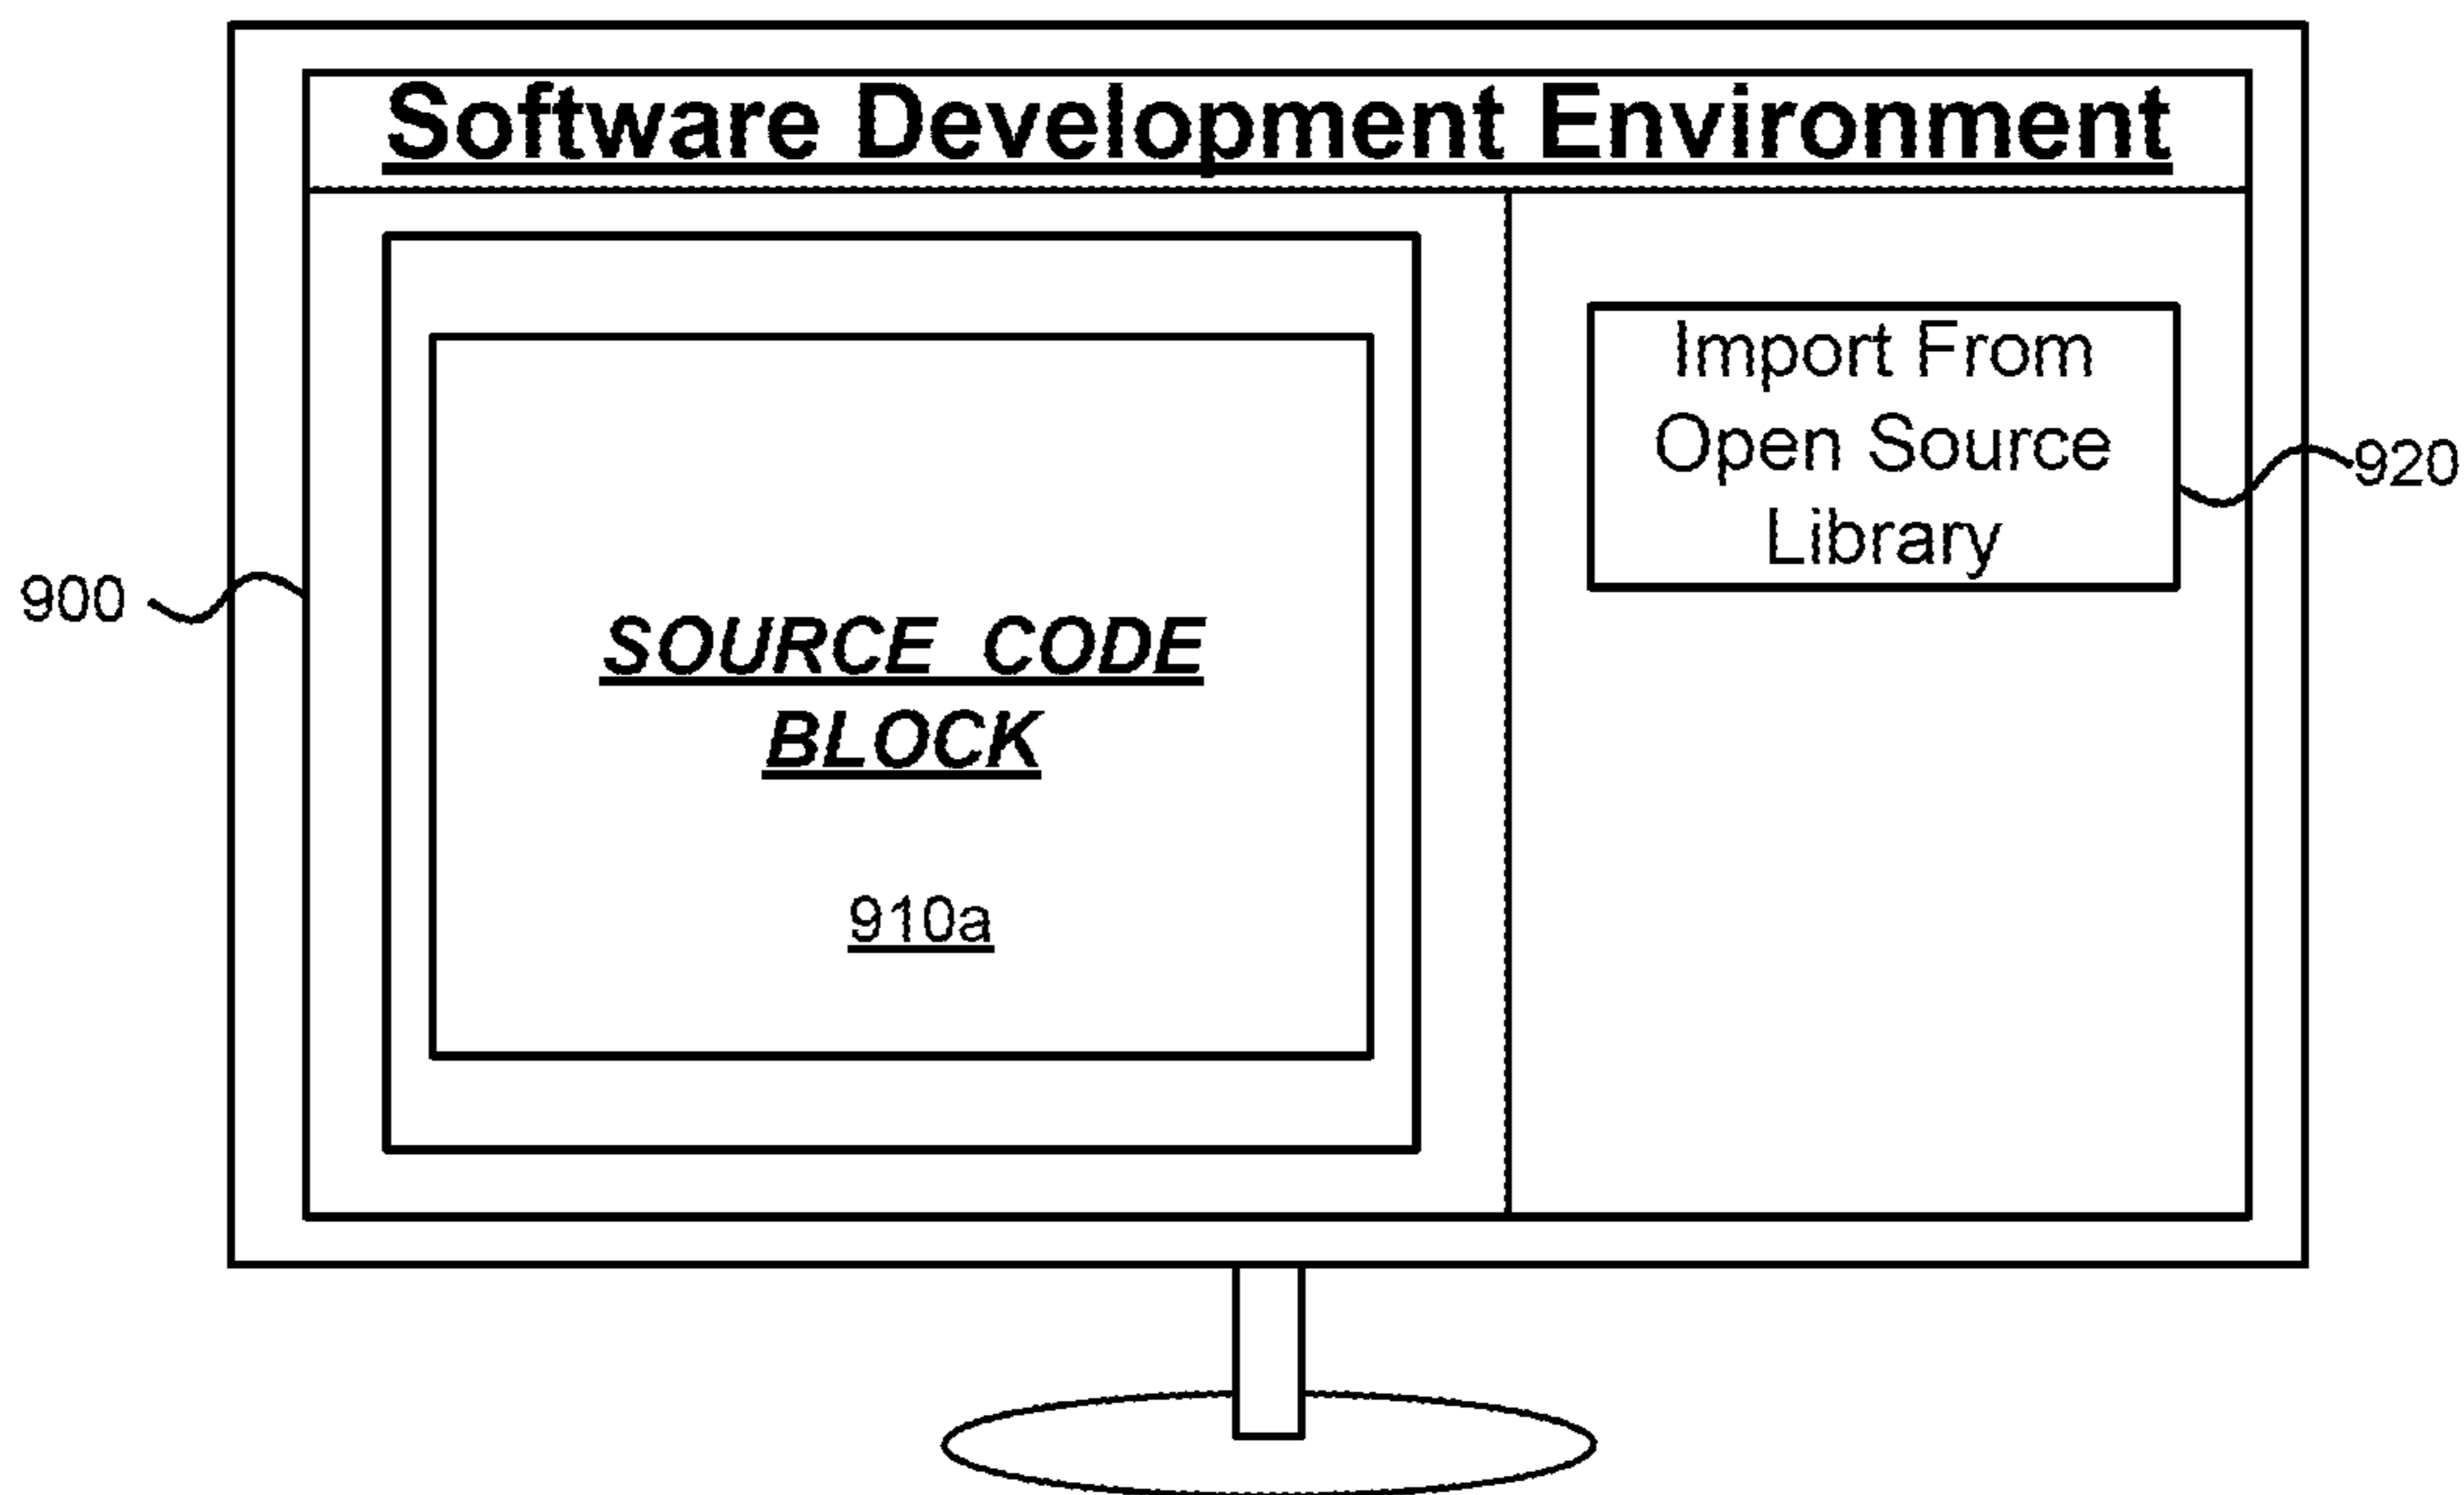 Software Development Environment
Import From
Open Source
Library
920
900
SOURCE CODE
BLOCK
910a